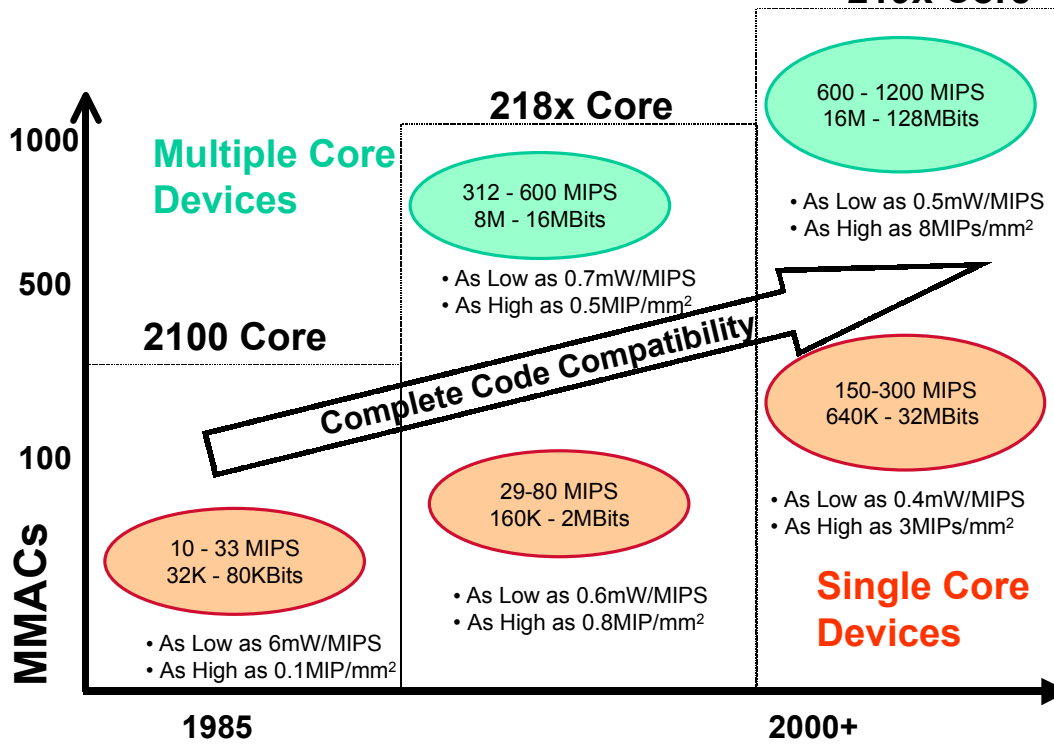 218x Core
1000
Multiple Core
Devices
600 - 1200 MIPS
16M - 128MBits
312 - 600 MIPS
8M - 16MBits
• As Low as 0.5mW/MIPS
• As High as 8MIPs/mm²
• As Low as 0.7mW/MIPS
• As High as 0.5MIP/mm²
500
2100 Core
Complete Code Compatibility
150-300 MIPS
640K - 32MBits
100
29-80 MIPS
160K - 2MBits
• As Low as 0.4mW/MIPS
• As High as 3MIPs/mm²
10 - 33 MIPS
32K - 80KBits
• As Low as 0.6mW/MIPS
• As High as 0.8MIP/mm²
Single Core
Devices
• As Low as 6mW/MIPS
• As High as 0.1MIP/mm²
MMACs
1985
2000+